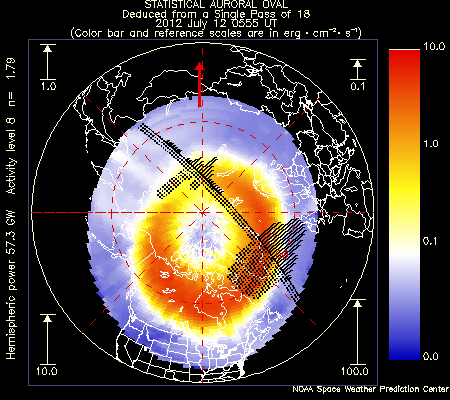 STATISTICAL AURORAL OVAL
Deduced from a Single Pass of 18
2012 July 12 0555 UT
(Color bar and reference scales are in erg·cm⁻²·s⁻¹)
1.0
0.1
10.0
1.0
0.1
0.0
Hemispheric power 57.3 GW Activity level 8 n= 1.79
10.0
100.0
NOAA Space Weather Prediction Center